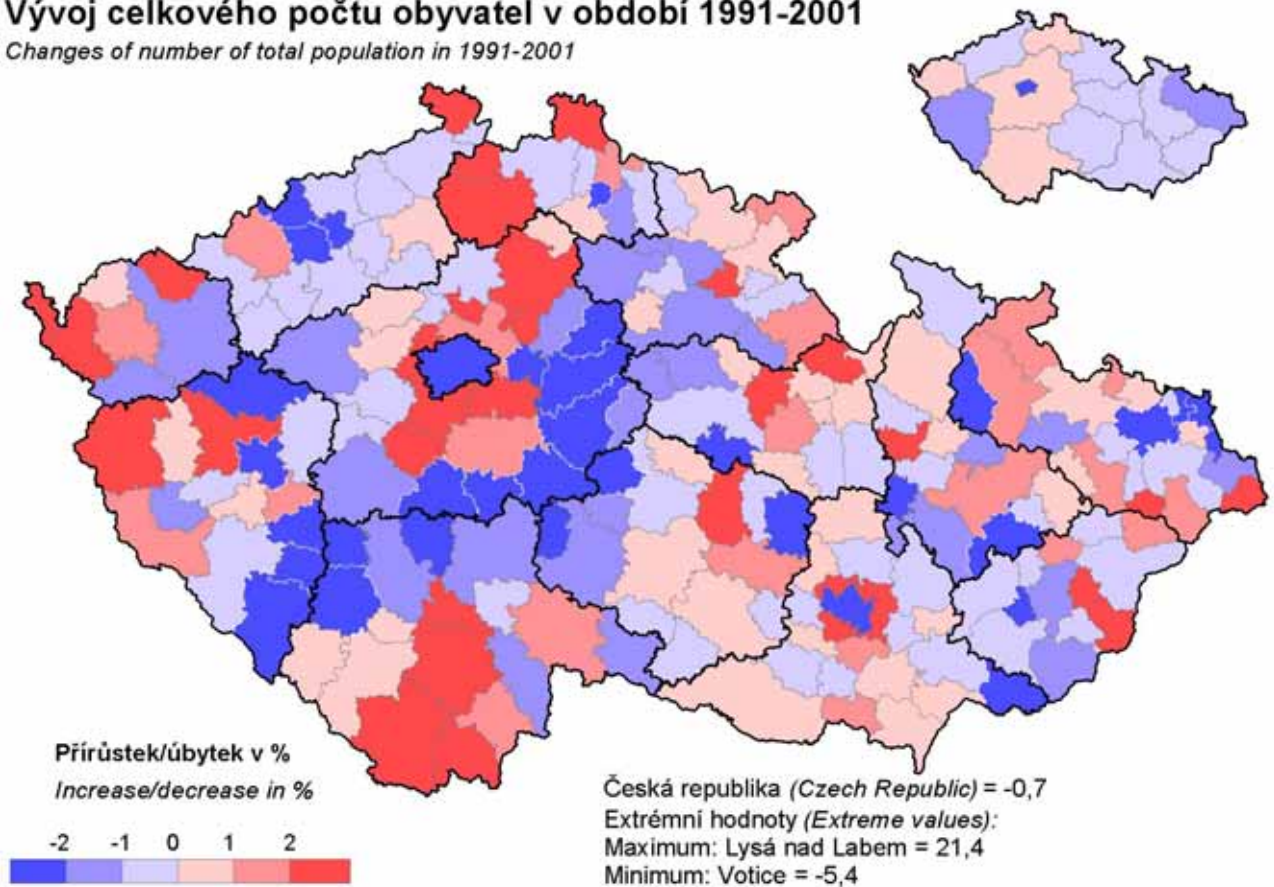 Vývoj celkového počtu obyvatel v období 1991-2001
Changes of number of total population in 1991-2001
Přírůstek/úbytek v %
Increase/decrease in %
-2 -1 0 1 2
Česká republika (Czech Republic) = -0,7
Extrémní hodnoty (Extreme values):
Maximum: Lysá nad Labem = 21,4
Minimum: Votice = -5,4